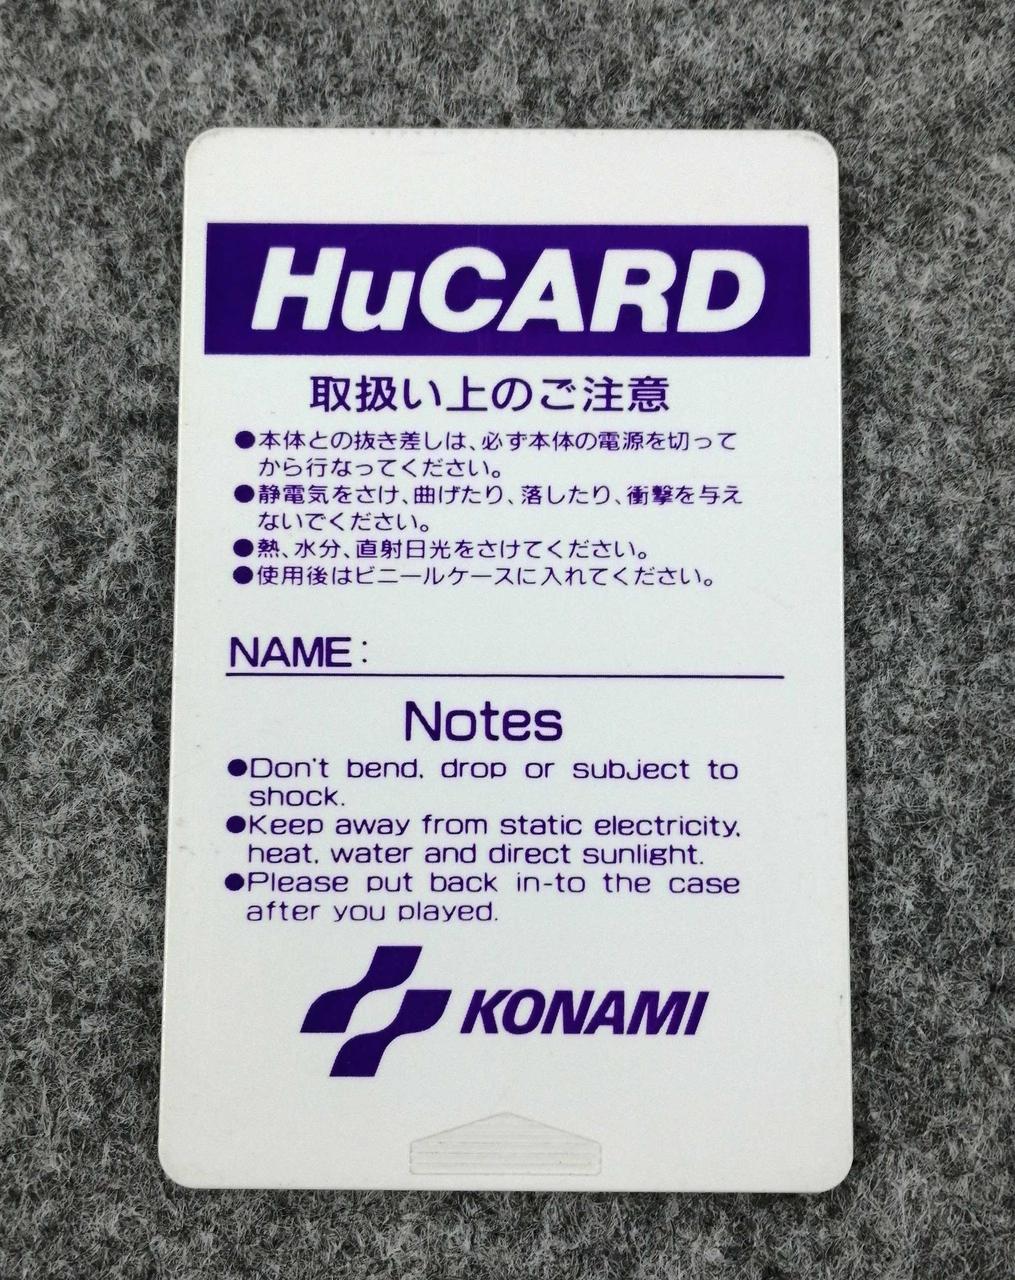 HuCARD
取扱い上のご注意
●本体との抜き差しは、必ず本体の電源を切って
から行なってください。
●静電気をさけ、曲げたり、落したり、衝撃を与え
ないでください。
●熱、水分、直射日光をさけてください。
●使用後はビニールケースに入れてください。
NAME:
Notes
●Don't bend, drop or subject to
shock.
●Keep away from static electricity,
heat, water and direct sunlight.
●Please put back in-to the case
after you played.
KONAMI